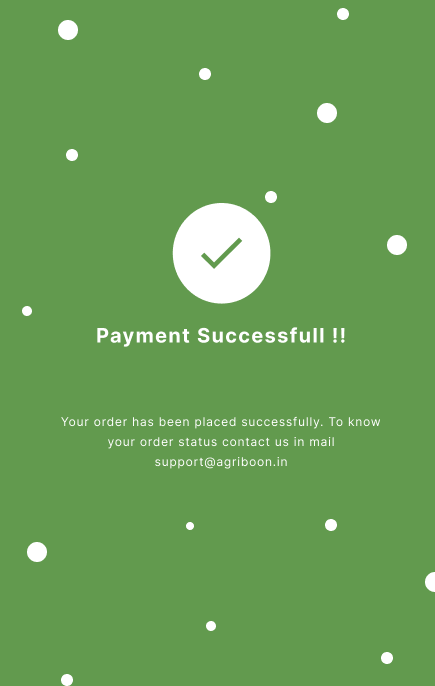 Payment Successfull !!
Your order has been placed successfully. To know
your order status contact us in mail
support@agriboon.in